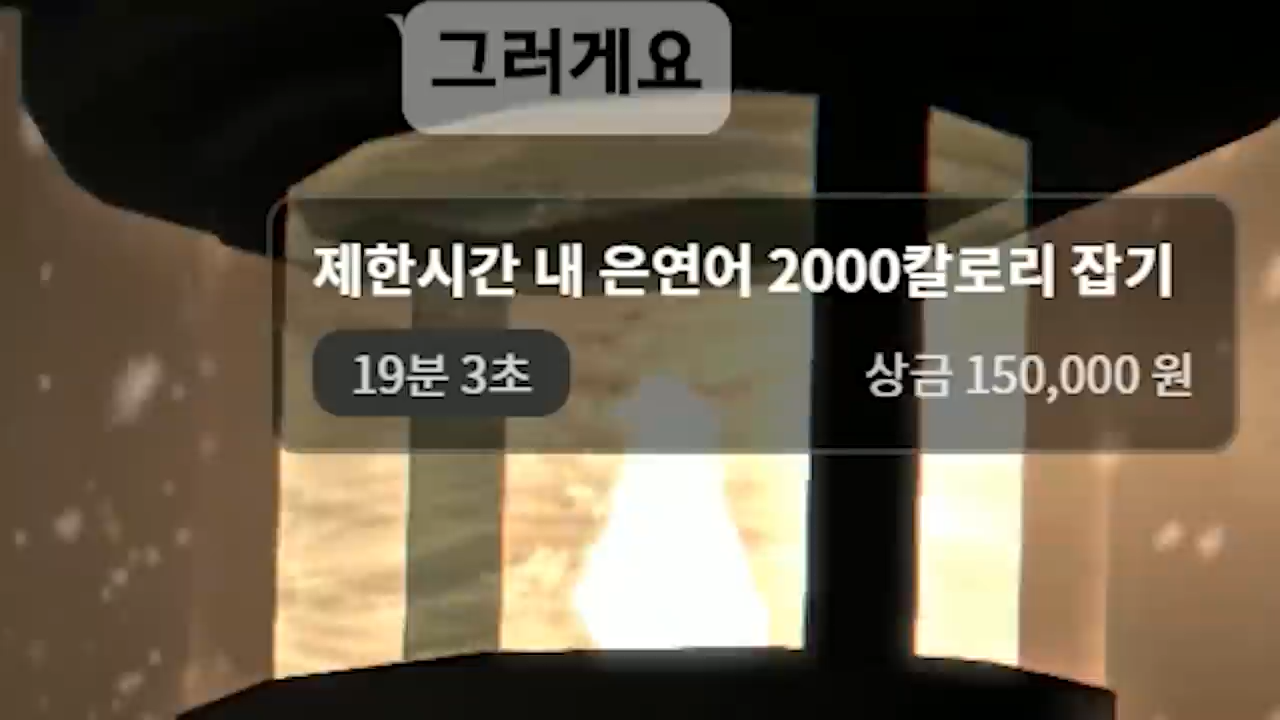 그러게요
제한시간 내 은연어 2000칼로리 잡기
19분 3초
상금 150,000 원